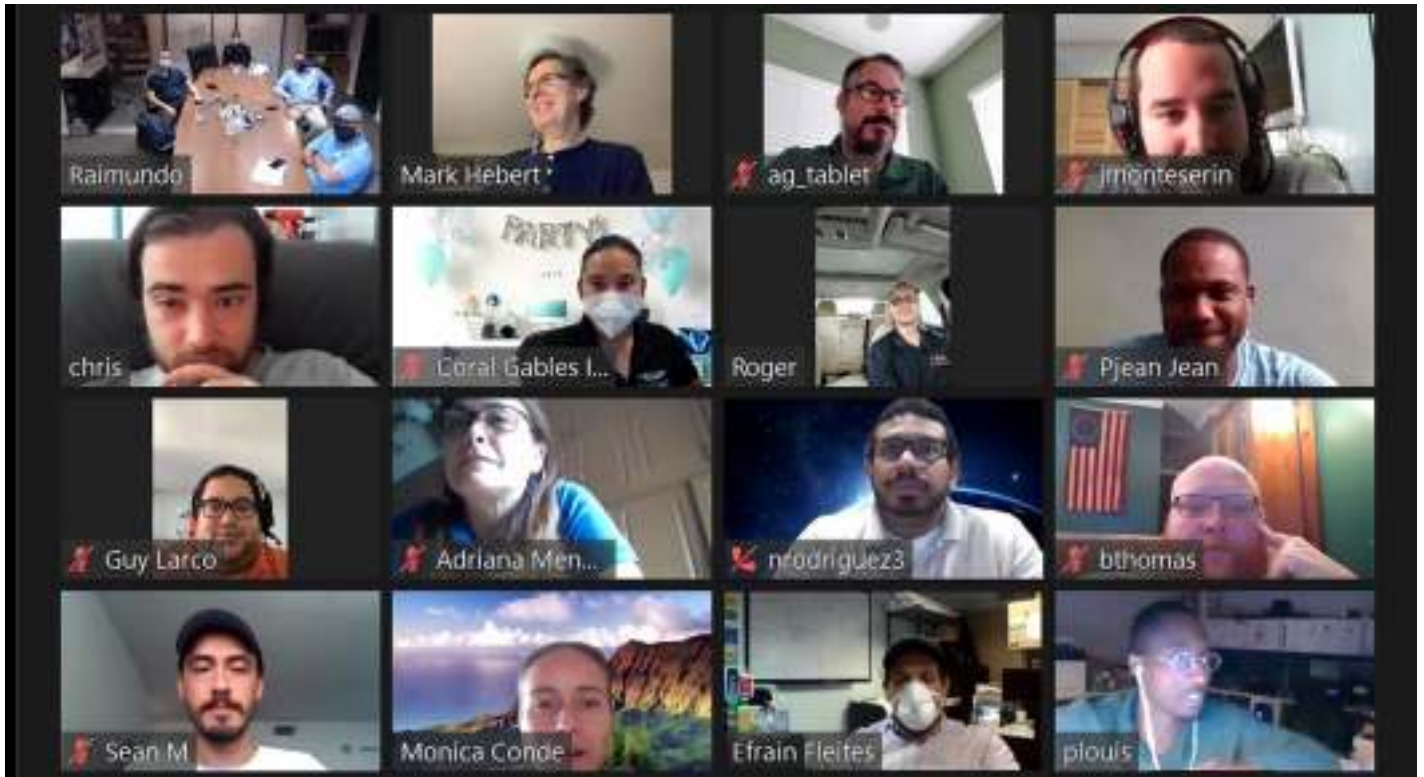 Raimundo
Mark Hebert
ag_tablet
jmonteserin
chris
PARTY
Coral Gables I...
Roger
Pjean Jean
Guy Larco
Adriana Men...
nrodriguez3
bthomas
Sean M
Monica Conde
Efrain Fleites
plouis